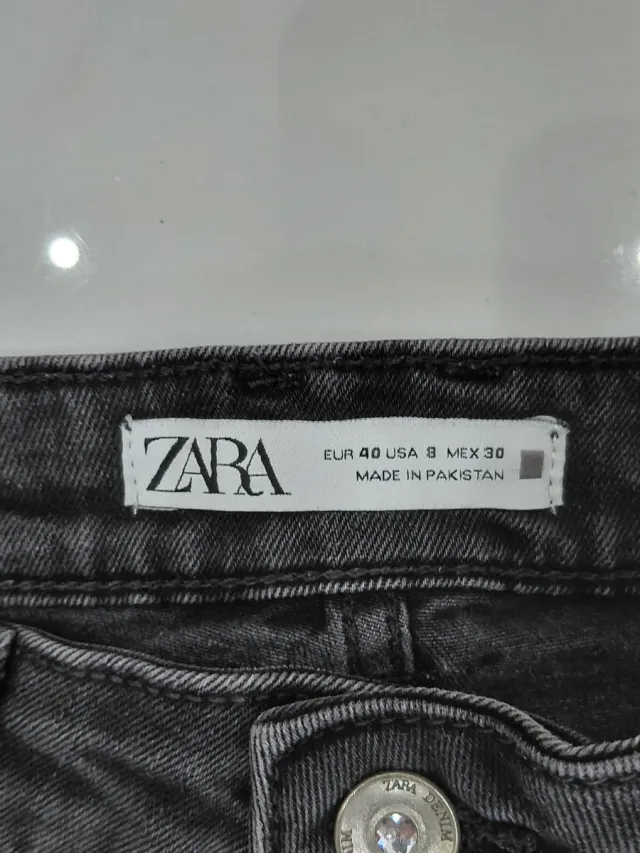 ZARA
EUR 40 USA 8 MEX 30
MADE IN PAKISTAN
ZARA DENIM